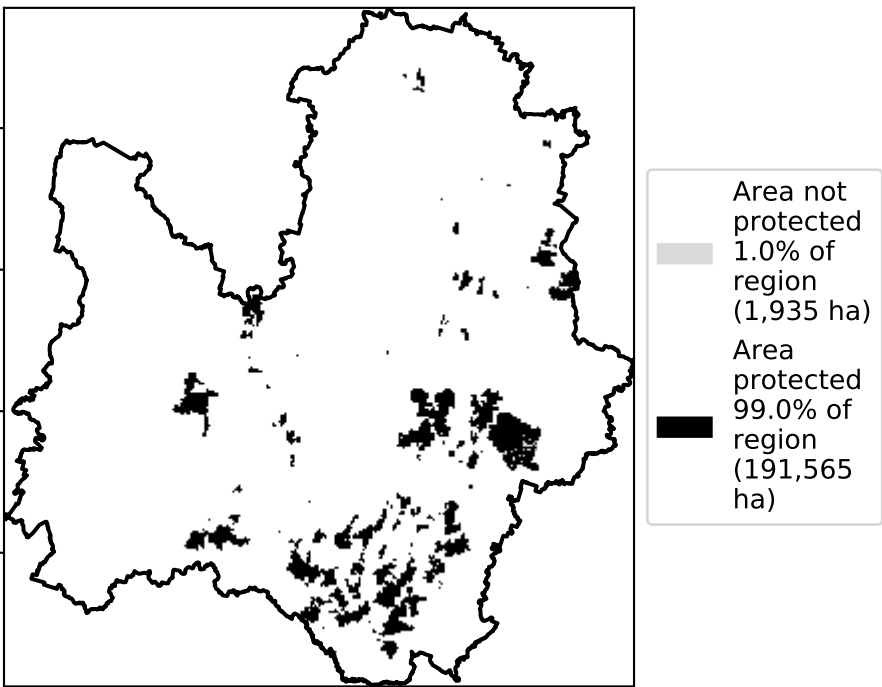 Area not
protected
1.0% of
region
(1,935 ha)
Area
protected
99.0% of
region
(191,565
ha)